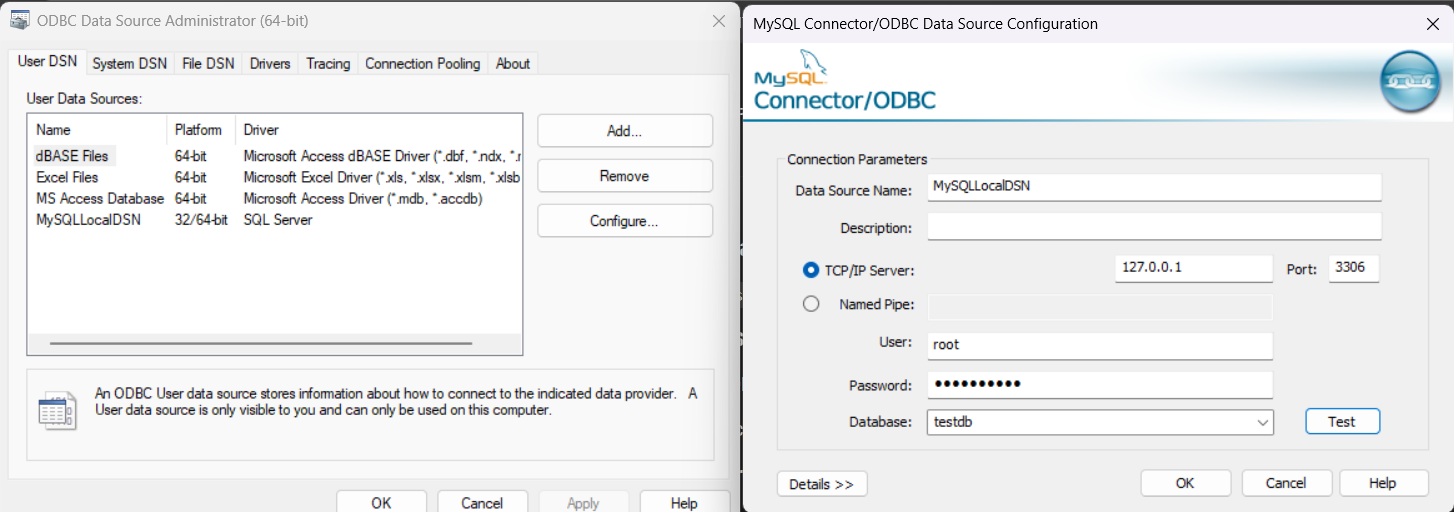 ODBC Data Source Administrator (64-bit)
User DSN System DSN File DSN Drivers Tracing Connection Pooling About
User Data Sources:
Name Platform Driver
dBASE Files 64-bit Microsoft Access dBASE Driver (*.dbf, *.ndx, *.r
Excel Files 64-bit Microsoft Excel Driver (*.xls, *.xlsx, *.xlsm, *.xlsb
MS Access Database 64-bit Microsoft Access Driver (*.mdb, *.accdb)
MySQLLocalDSN 32/64-bit SQL Server
Add...
Remove
Configure...
An ODBC User data source stores information about how to connect to the indicated data provider. A
User data source is only visible to you and can only be used on this computer.
OK Cancel Apply Help
MySQL Connector/ODBC Data Source Configuration
MySQL
Connector/ODBC
Connection Parameters
Data Source Name: MySQLLocalDSN
Description:
TCP/IP Server: 127.0.0.1 Port: 3306
Named Pipe:
User: root
Password: ••••••••••
Database: testdb Test
Details >> OK Cancel Help